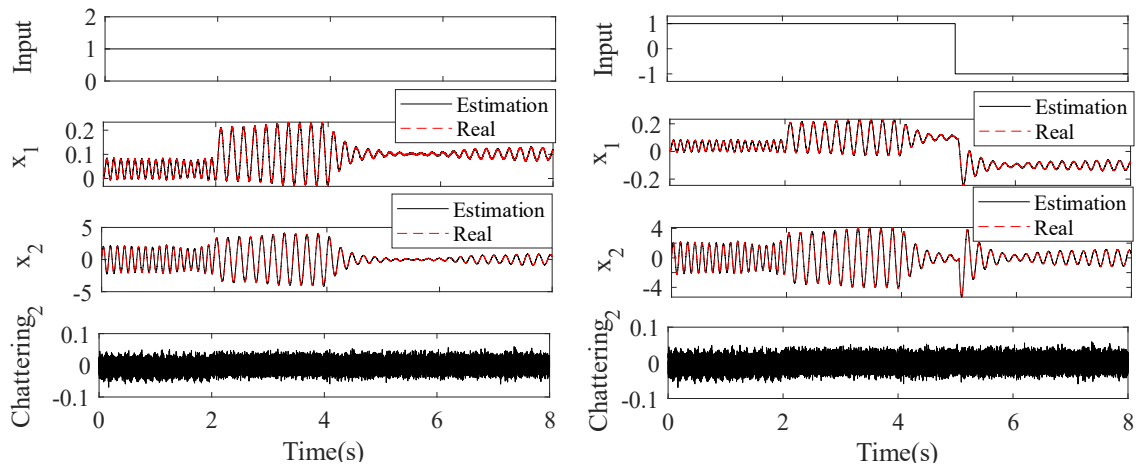 Input
2
1
0
x1
0.2
0.1
0
Estimation
Real
x2
5
0
-5
Estimation
Real
Chattering2
0.1
0
-0.1
0 2 4 6 8
Time(s)
Input
1
0
-1
x1
0.2
0
-0.2
Estimation
Real
x2
4
0
-4
Estimation
Real
Chattering2
0.1
0
-0.1
0 2 4 6 8
Time(s)